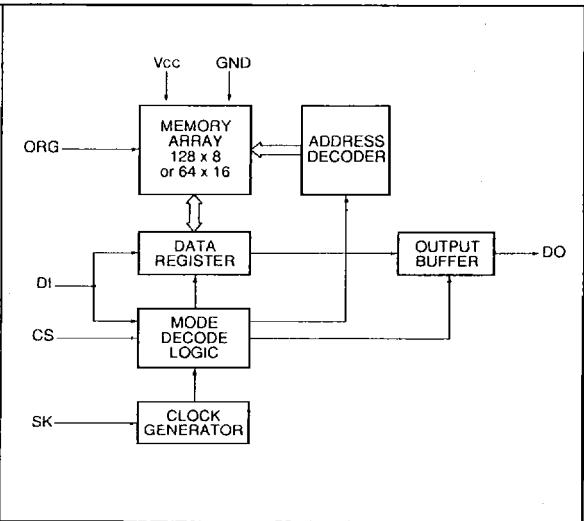 Vcc GND
ORG
MEMORY
ARRAY
128 x 8
or 64 x 16
ADDRESS
DECODER
DATA
REGISTER
OUTPUT
BUFFER
DO
DI
CS
MODE
DECODE
LOGIC
SK
CLOCK
GENERATOR